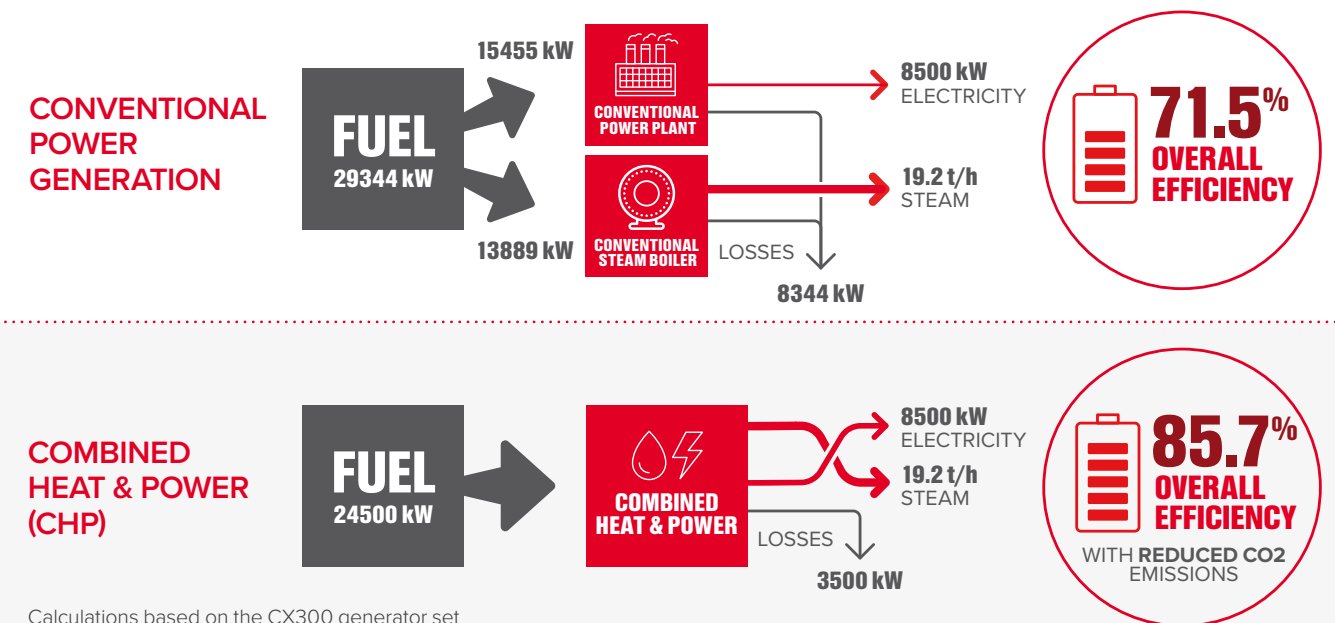 CONVENTIONAL
POWER
GENERATION
FUEL
29344 kW
15455 kW
13889 kW
CONVENTIONAL
POWER PLANT
CONVENTIONAL
STEAM BOILER
8500 kW
ELECTRICITY
19.2 t/h
STEAM
LOSSES
8344 kW
71.5%
OVERALL
EFFICIENCY
COMBINED
HEAT & POWER
(CHP)
FUEL
24500 kW
COMBINED
HEAT & POWER
8500 kW
ELECTRICITY
19.2 t/h
STEAM
LOSSES
3500 kW
85.7%
OVERALL
EFFICIENCY
WITH REDUCED CO2
EMISSIONS
Calculations based on the CX300 generator set